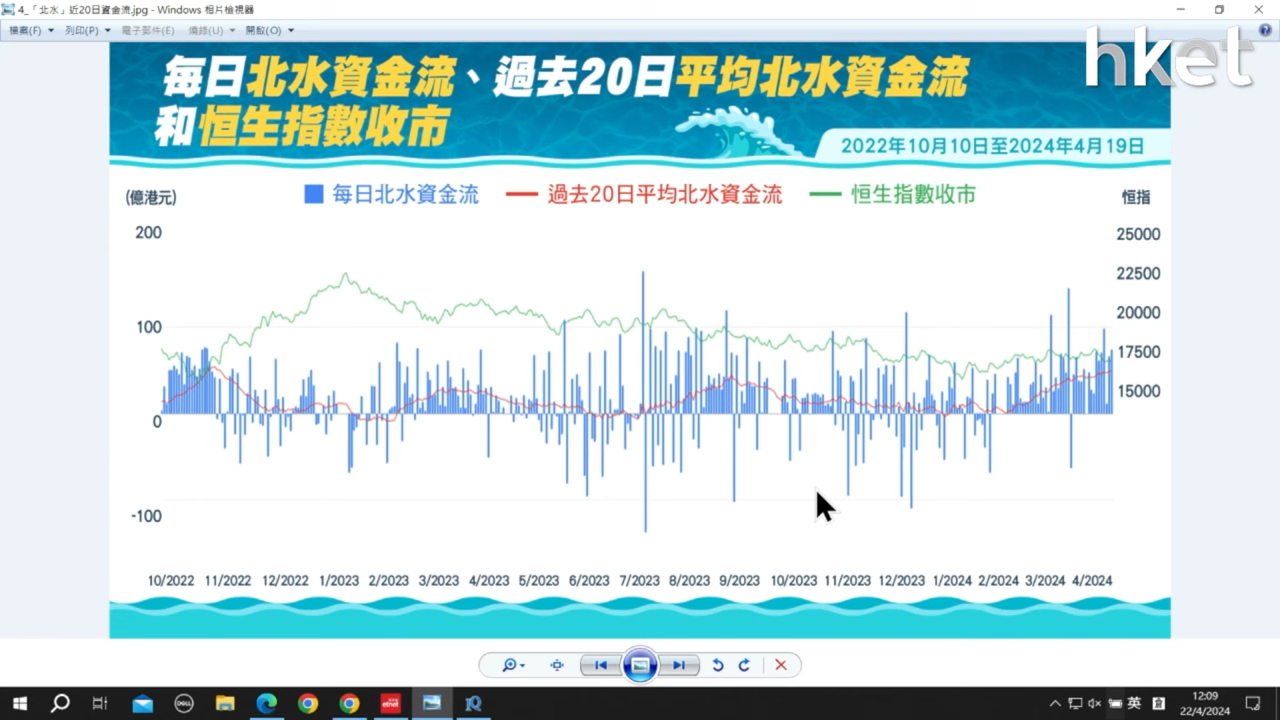 4_「北水」近20日資金流.jpg - Windows 相片檢視器
檔案(F) 列印(P) 電子郵件(E) 燒錄(U) 開啟(O)
hket
每日北水資金流、過去20日平均北水資金流
和恒生指數收市
2022年10月10日至2024年4月19日
(億港元) 每日北水資金流 過去20日平均北水資金流 恒生指數收市 恒指
200 25000
22500
100 20000
17500
15000
0
-100
10/2022 11/2022 12/2022 1/2023 2/2023 3/2023 4/2023 5/2023 6/2023 7/2023 8/2023 9/2023 10/2023 11/2023 12/2023 1/2024 2/2024 3/2024 4/2024
DELL etnet IQ 英 12:09
22/4/2024